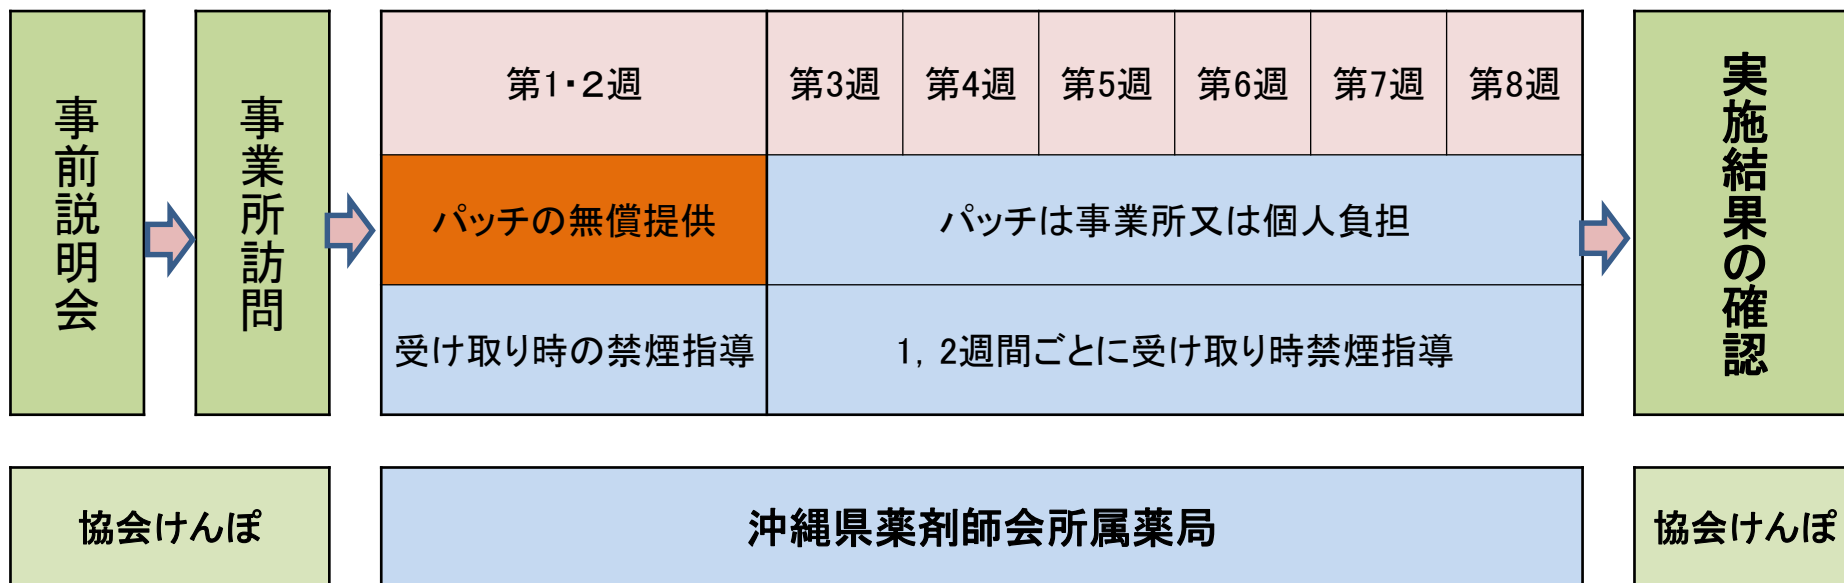 事前説明会
事業所訪問
第1・2週
第3週
第4週
第5週
第6週
第7週
第8週
パッチの無償提供
パッチは事業所又は個人負担
受け取り時の禁煙指導
1，2週間ごとに受け取り時禁煙指導
実施結果の確認
協会けんぽ
沖縄県薬剤師会所属薬局
協会けんぽ